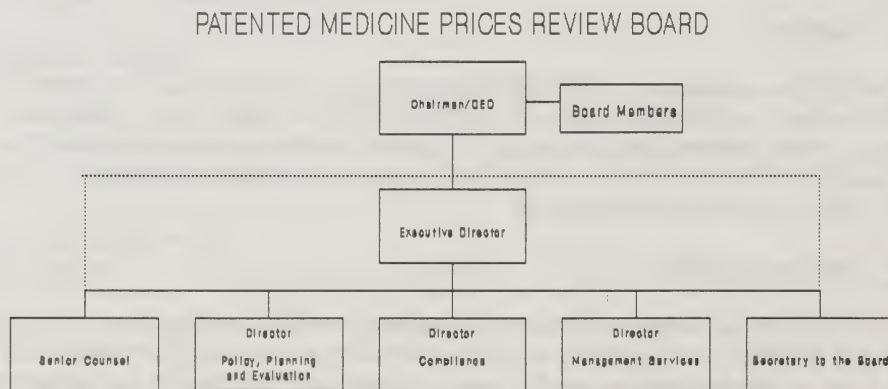 PATENTED MEDICINE PRICES REVIEW BOARD
Chairman/CEO
Board Members
Executive Director
Senior Counsel
Director
Policy, Planning
and Evaluation
Director
Compliance
Director
Management Services
Secretary to the Board